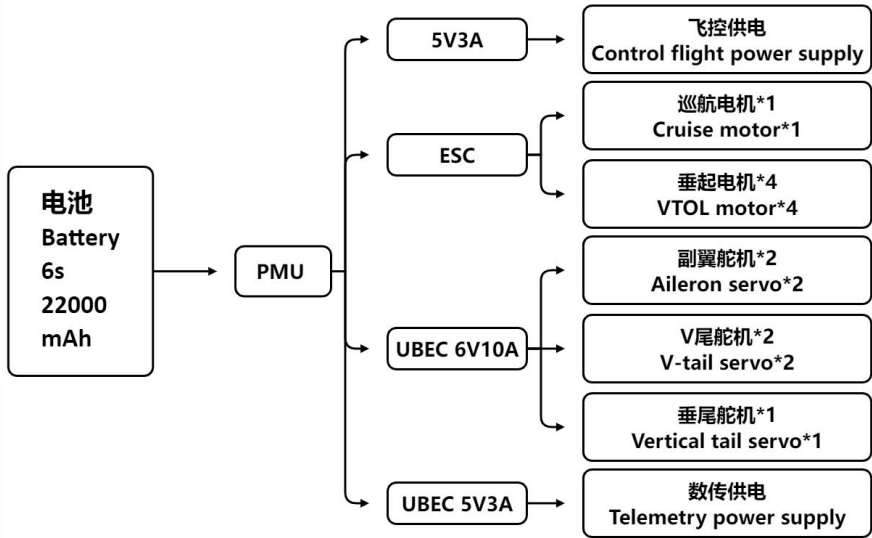 电池
Battery
6s
22000
mAh
PMU
5V3A
ESC
UBEC 6V10A
UBEC 5V3A
飞控供电
Control flight power supply
巡航电机*1
Cruise motor*1
垂起电机*4
VTOL motor*4
副翼舵机*2
Aileron servo*2
V尾舵机*2
V-tail servo*2
垂尾舵机*1
Vertical tail servo*1
数传供电
Telemetry power supply